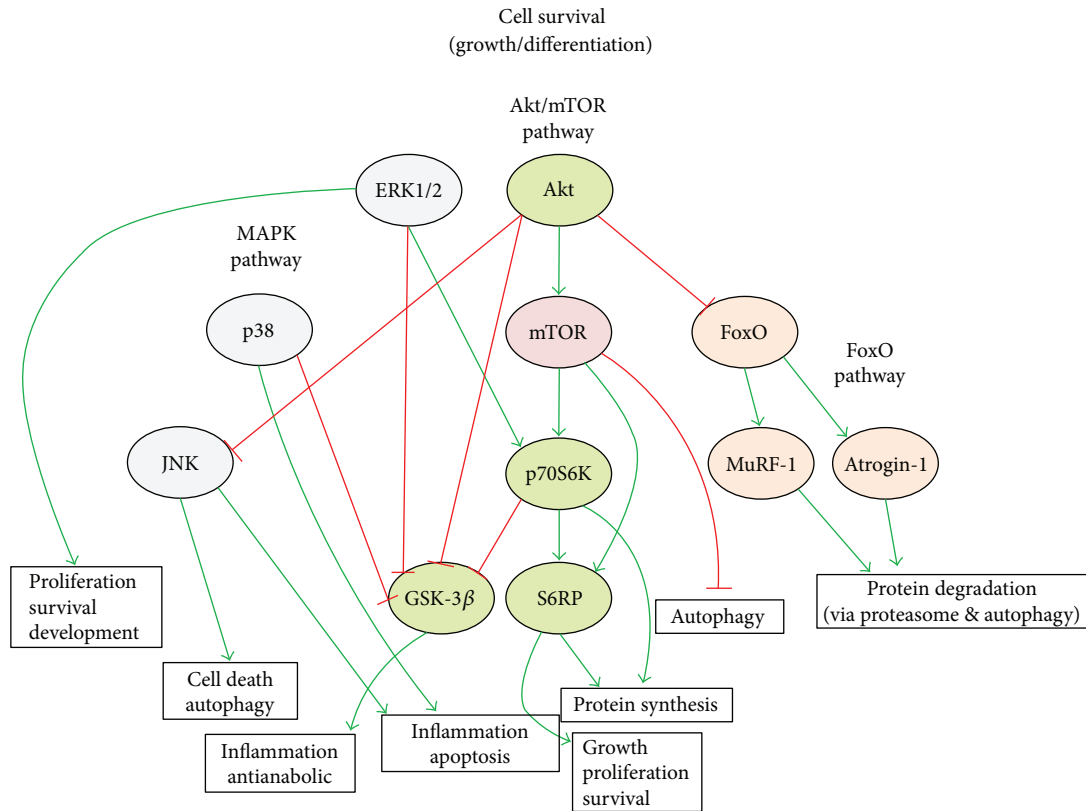 Cell survival
(growth/differentiation)
Akt/mTOR
pathway
ERK1/2
Akt
MAPK
pathway
p38
mTOR
FoxO
FoxO
pathway
JNK
p70S6K
MuRF-1
Atrogin-1
GSK-3β
S6RP
Proliferation
survival
development
Autophagy
Protein degradation
(via proteasome & autophagy)
Cell death
autophagy
Protein synthesis
Inflammation
antianabolic
Inflammation
apoptosis
Growth
proliferation
survival